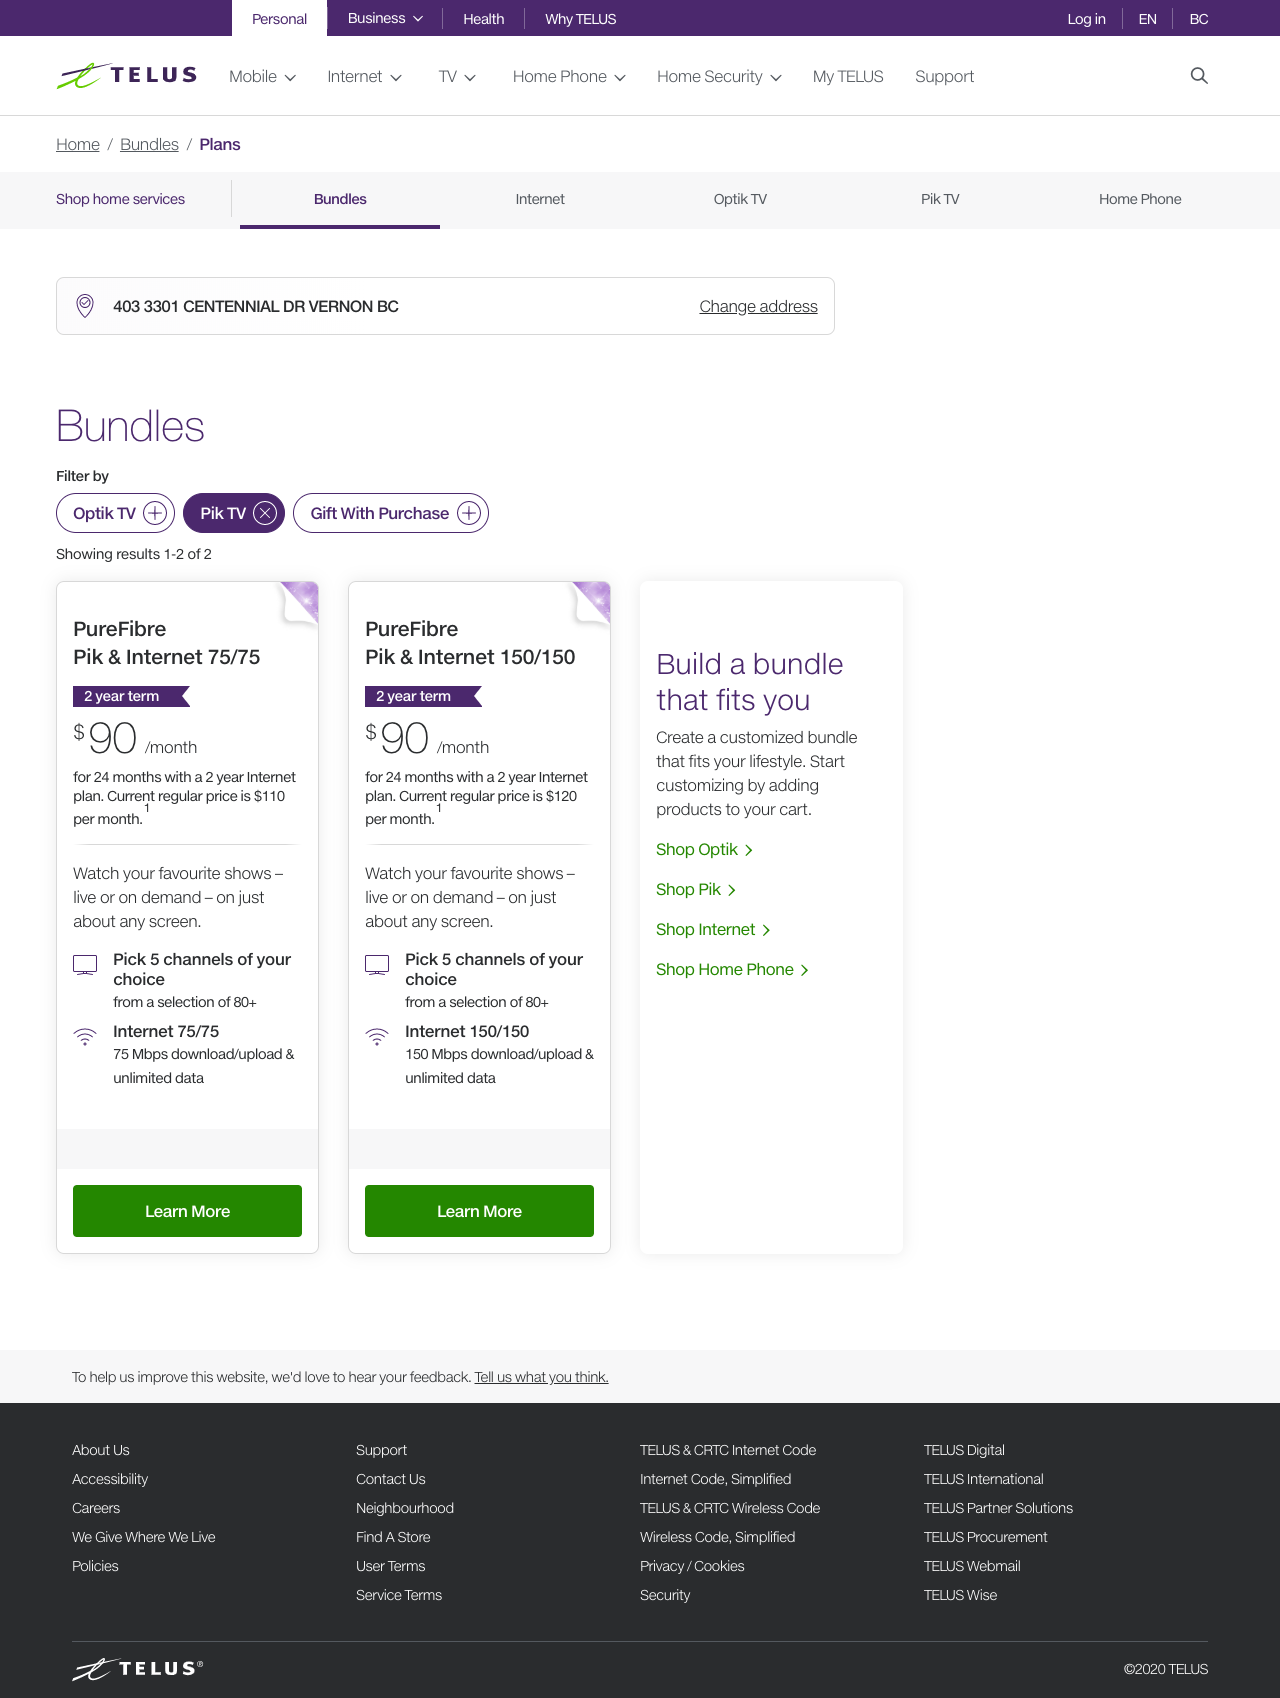 Personal Business Health Why TELUS Log in EN BC
TELUS Mobile Internet TV Home Phone Home Security My TELUS Support
Home / Bundles / Plans
Shop home services Bundles Internet Optik TV Pik TV Home Phone
403 3301 CENTENNIAL DR VERNON BC Change address
Bundles
Filter by
Optik TV Pik TV Gift With Purchase
Showing results 1-2 of 2
PureFibre
Pik & Internet 75/75
2 year term
$90 /month
for 24 months with a 2 year Internet
plan. Current regular price is $110
per month.1
Watch your favourite shows –
live or on demand – on just
about any screen.
Pick 5 channels of your
choice
from a selection of 80+
Internet 75/75
75 Mbps download/upload &
unlimited data
Learn More
PureFibre
Pik & Internet 150/150
2 year term
$90 /month
for 24 months with a 2 year Internet
plan. Current regular price is $120
per month.1
Watch your favourite shows –
live or on demand – on just
about any screen.
Pick 5 channels of your
choice
from a selection of 80+
Internet 150/150
150 Mbps download/upload &
unlimited data
Learn More
Build a bundle
that fits you
Create a customized bundle
that fits your lifestyle. Start
customizing by adding
products to your cart.
Shop Optik
Shop Pik
Shop Internet
Shop Home Phone
To help us improve this website, we'd love to hear your feedback. Tell us what you think.
About Us
Accessibility
Careers
We Give Where We Live
Policies
Support
Contact Us
Neighbourhood
Find A Store
User Terms
Service Terms
TELUS & CRTC Internet Code
Internet Code, Simplified
TELUS & CRTC Wireless Code
Wireless Code, Simplified
Privacy / Cookies
Security
TELUS Digital
TELUS International
TELUS Partner Solutions
TELUS Procurement
TELUS Webmail
TELUS Wise
TELUS® ©2020 TELUS